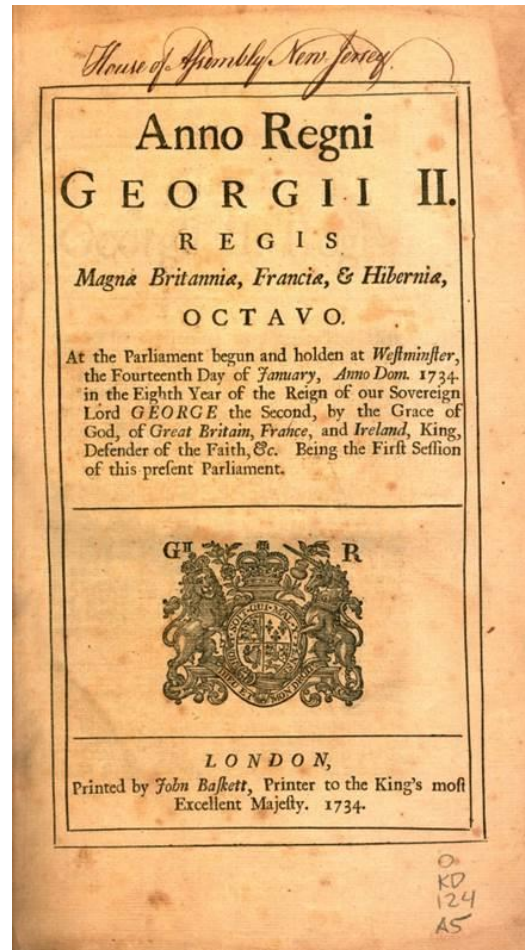 House of Aſsembly New Jersey.
Anno Regni
GEORGII II.
REGIS
Magnæ Britanniæ, Franciæ, & Hiberniæ,
OCTAVO.
At the Parliament begun and holden at Weſtminſter,
the Fourteenth Day of January, Anno Dom. 1734.
in the Eighth Year of the Reign of our Sovereign
Lord GEORGE the Second, by the Grace of
God, of Great Britain, France, and Ireland, King,
Defender of the Faith, &c. Being the Firſt Seſſion
of this preſent Parliament.
GII R
LONDON,
Printed by John Baſkett, Printer to the King's moſt
Excellent Majeſty. 1734.
O
KD
124
A5